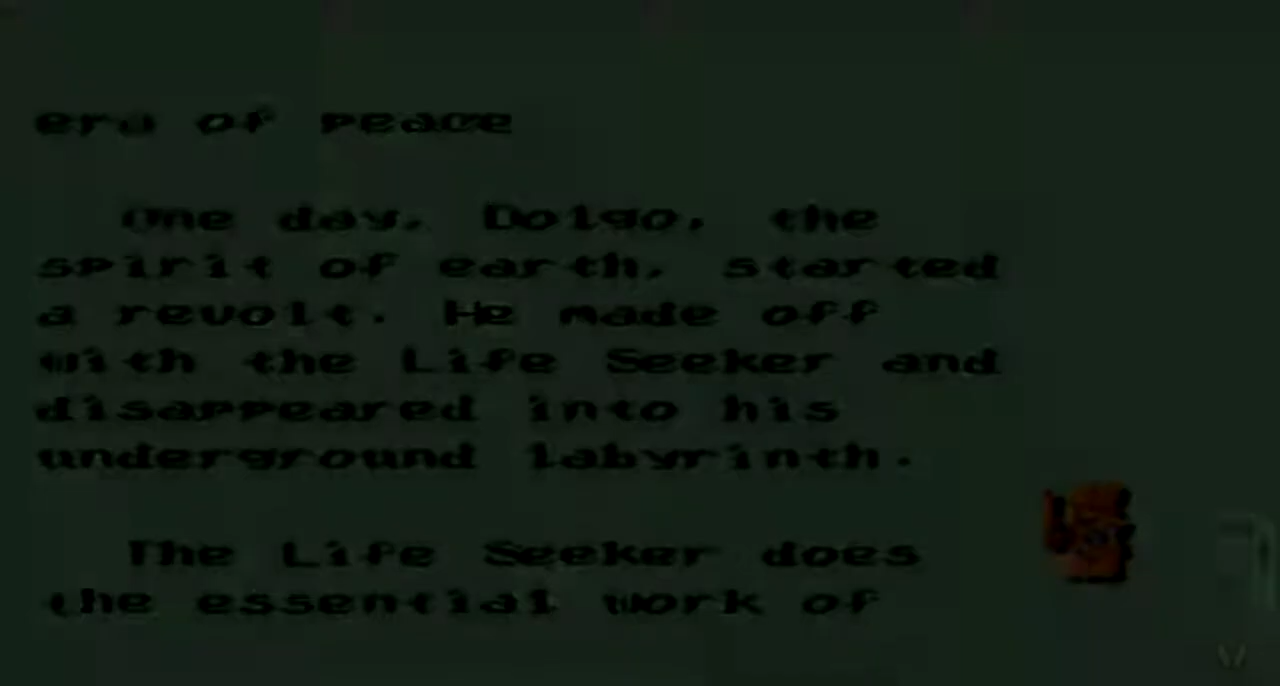 era of peace
One day, Dolgo, the
spirit of earth, started
a revolt. He made off
with the Life Seeker and
disappeared into his
underground labyrinth.
The Life Seeker does
the essential work of